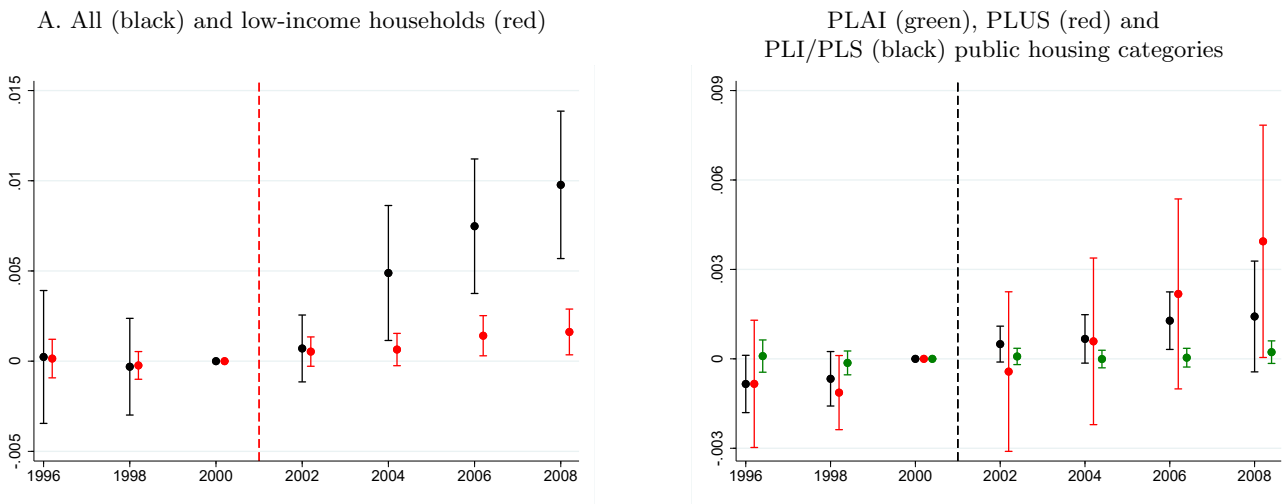 A. All (black) and low-income households (red)
.015
.01
.005
0
-.005
1996 1998 2000 2002 2004 2006 2008
PLAI (green), PLUS (red) and
PLI/PLS (black) public housing categories
.009
.006
.003
0
-.003
1996 1998 2000 2002 2004 2006 2008